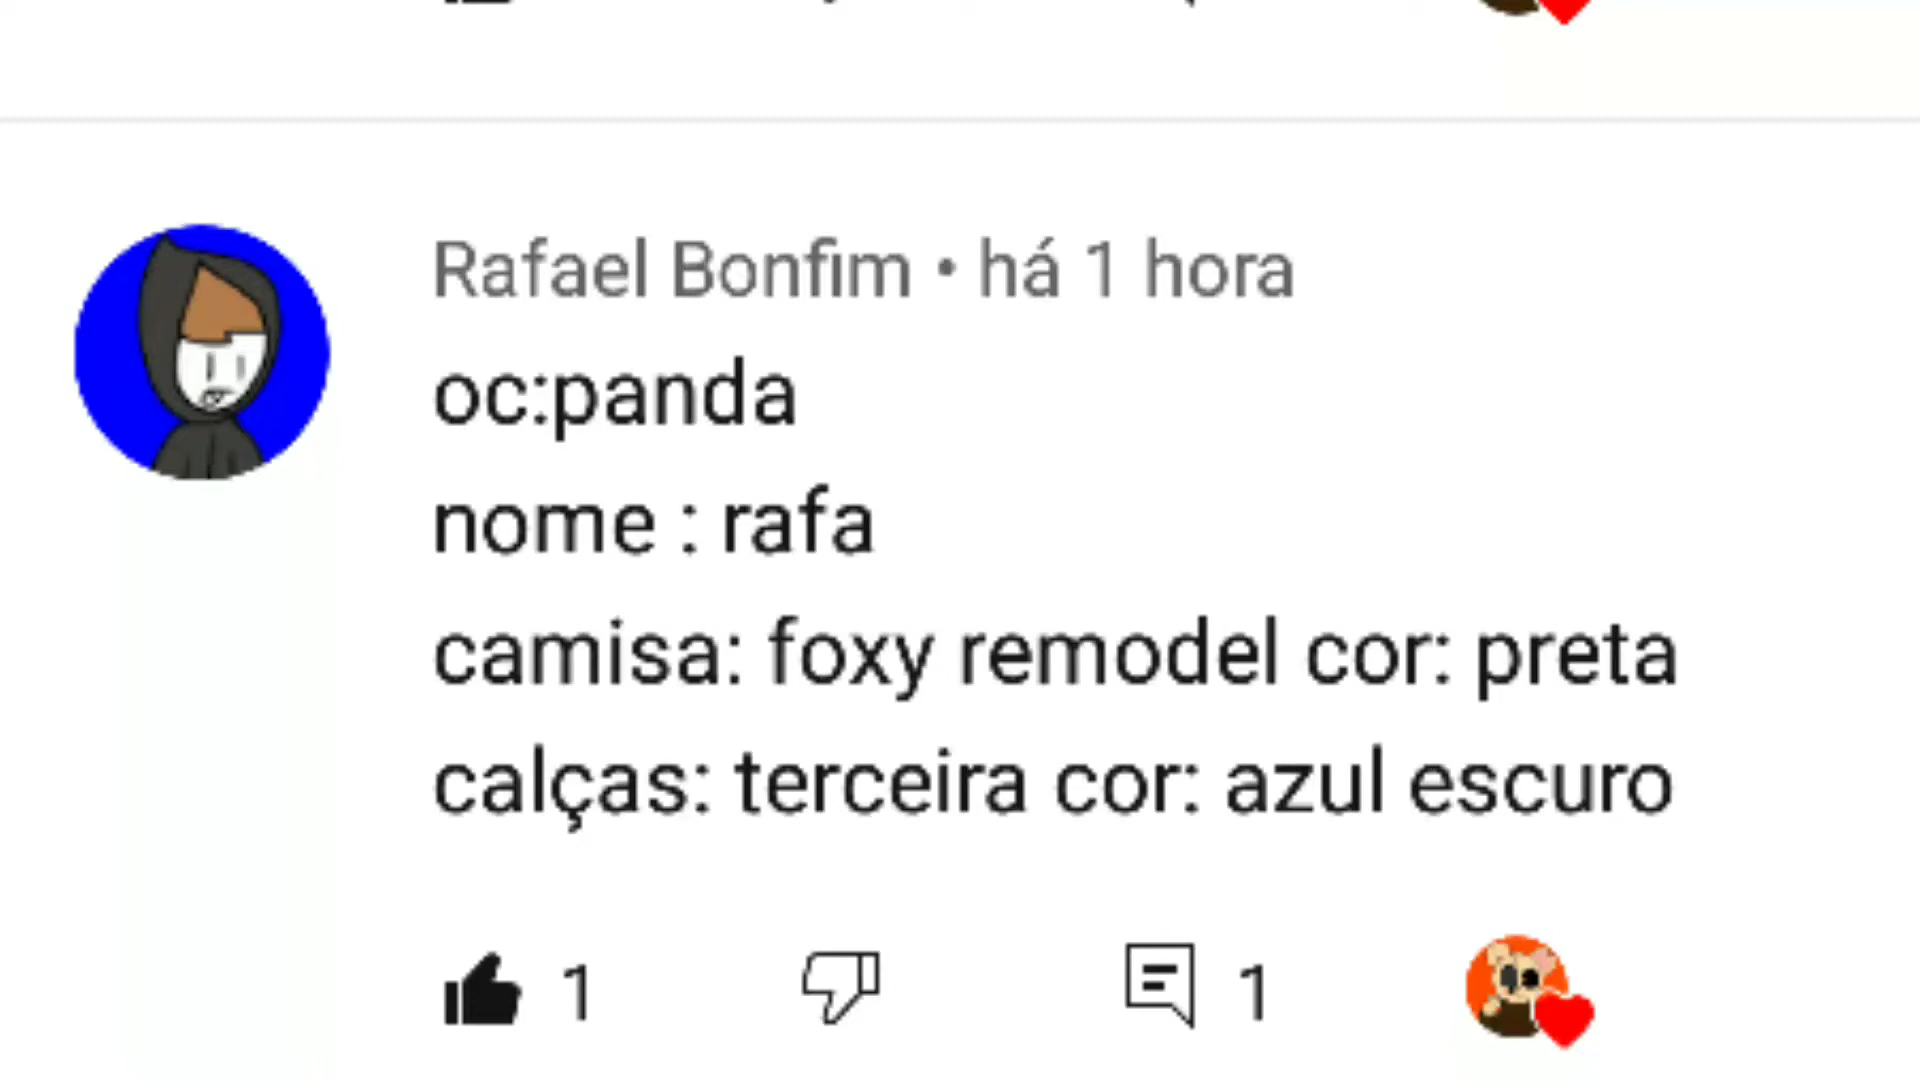 Rafael Bonfim • há 1 hora
oc:panda
nome : rafa
camisa: foxy remodel cor: preta
calças: terceira cor: azul escuro
1 1